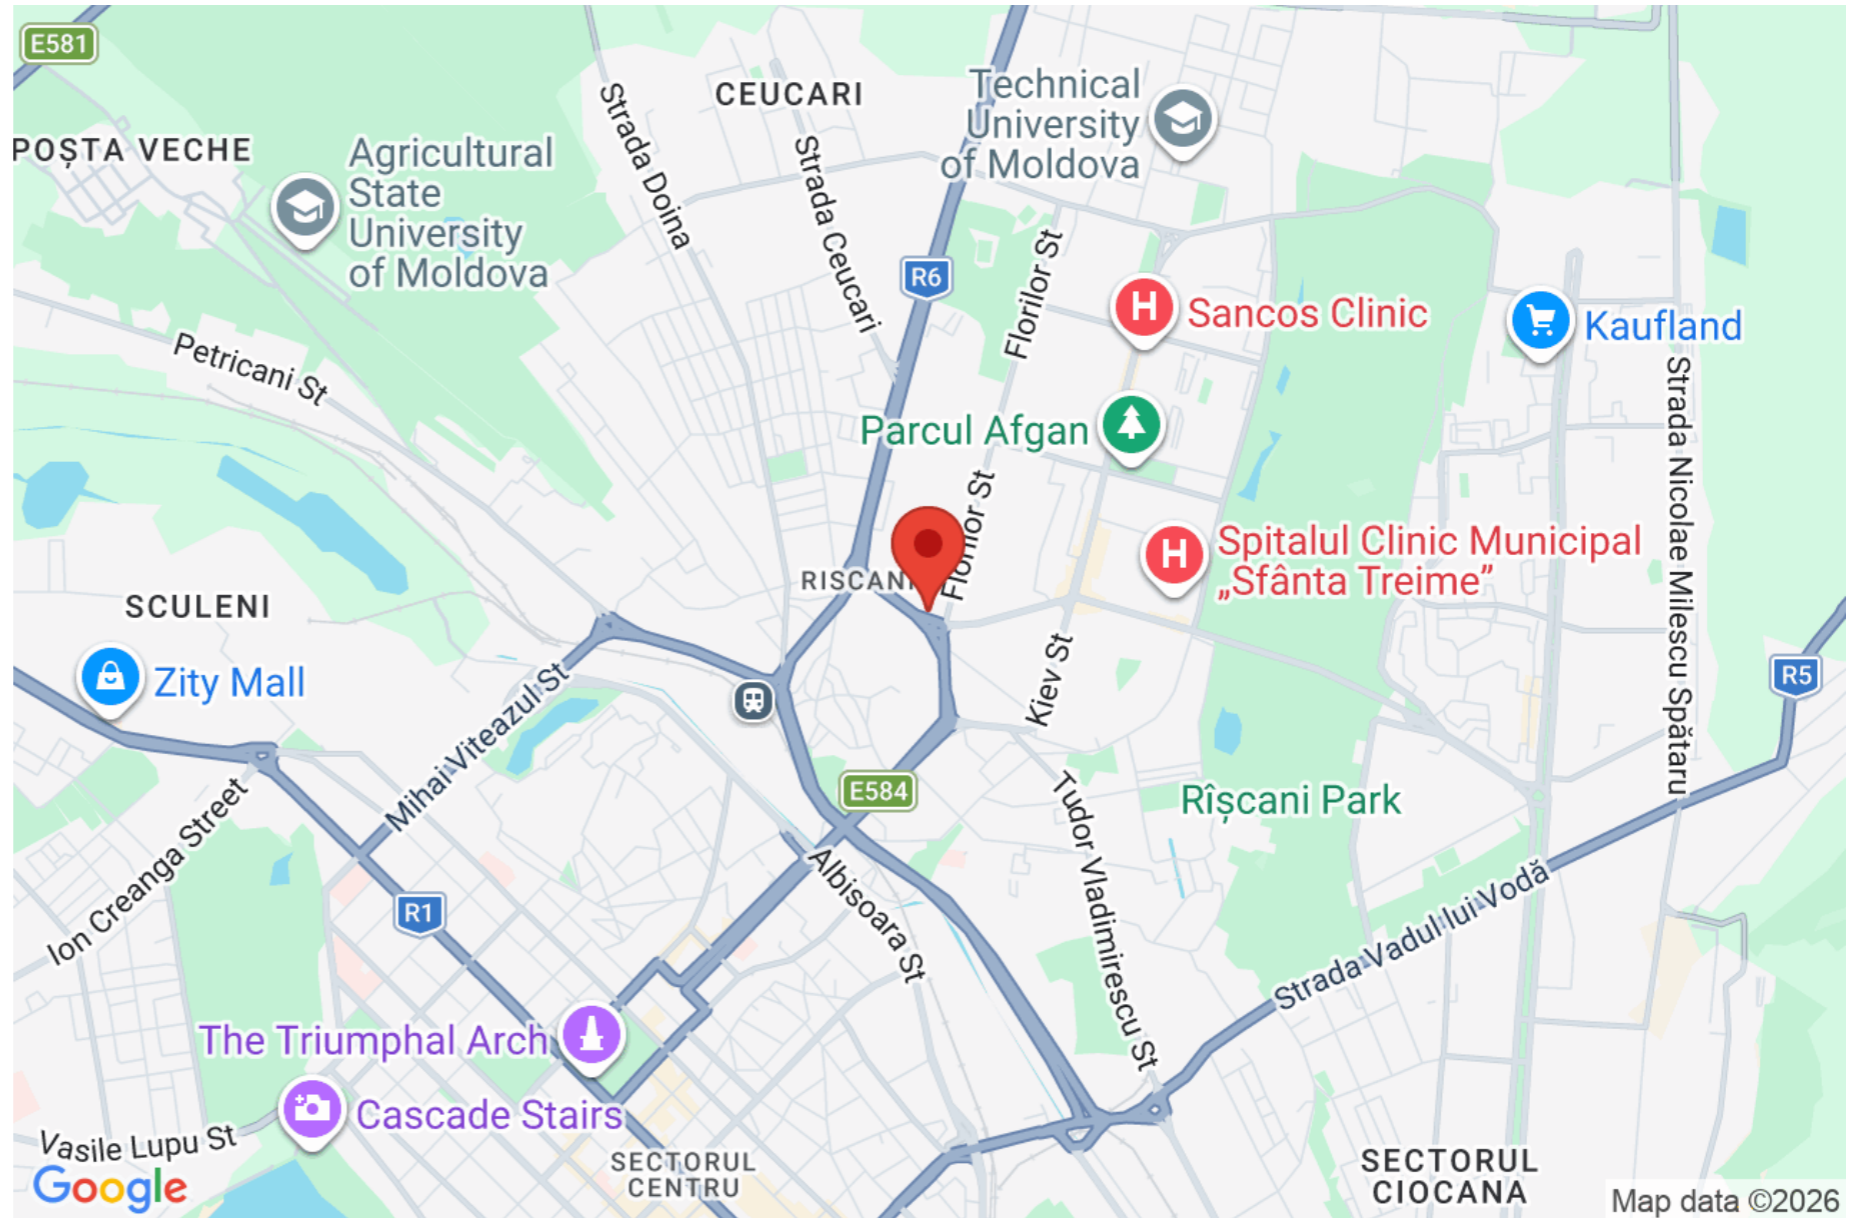 E581
CEUCARI
Technical
University
of Moldova
POȘTA VECHE
Agricultural
State
University
of Moldova
Strada Doina
Strada Ceucari
R6
Florilor St
Sancos Clinic
Kaufland
Petricani St
Strada Nicolae Milescu Spătaru
Parcul Afgan
Florilor St
RISCANI
Spitalul Clinic Municipal
„Sfânta Treime”
SCULENI
Zity Mall
Mihai Viteazul St
Kiev St
R5
E584
Rîșcani Park
Tudor Vladimirescu St
Ion Creanga Street
R1
Albisoara St
Strada Vadul lui Vodă
The Triumphal Arch
Cascade Stairs
Vasile Lupu St
SECTORUL
CENTRU
SECTORUL
CIOCANA
Google
Map data ©2026